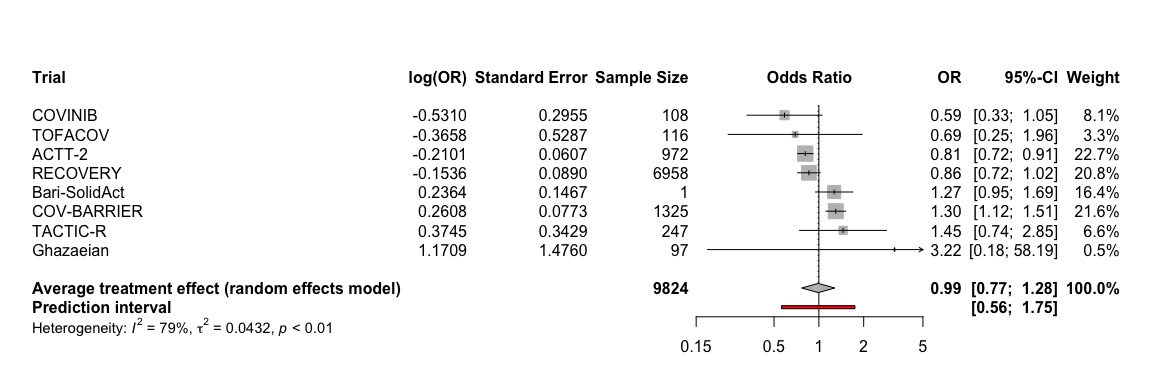 Trial log(OR) Standard Error Sample Size Odds Ratio OR 95%-CI Weight
COVINIB -0.5310 0.2955 108 0.59 [0.33; 1.05] 8.1%
TOFACOV -0.3658 0.5287 116 0.69 [0.25; 1.96] 3.3%
ACTT-2 -0.2101 0.0607 972 0.81 [0.72; 0.91] 22.7%
RECOVERY -0.1536 0.0890 6958 0.86 [0.72; 1.02] 20.8%
Bari-SolidAct 0.2364 0.1467 1 1.27 [0.95; 1.69] 16.4%
COV-BARRIER 0.2608 0.0773 1325 1.30 [1.12; 1.51] 21.6%
TACTIC-R 0.3745 0.3429 247 1.45 [0.74; 2.85] 6.6%
Ghazaeian 1.1709 1.4760 97 3.22 [0.18; 58.19] 0.5%
Average treatment effect (random effects model) 9824 0.99 [0.77; 1.28] 100.0%
Prediction interval [0.56; 1.75]
Heterogeneity: I² = 79%, τ² = 0.0432, p < 0.01
0.15 0.5 1 2 5